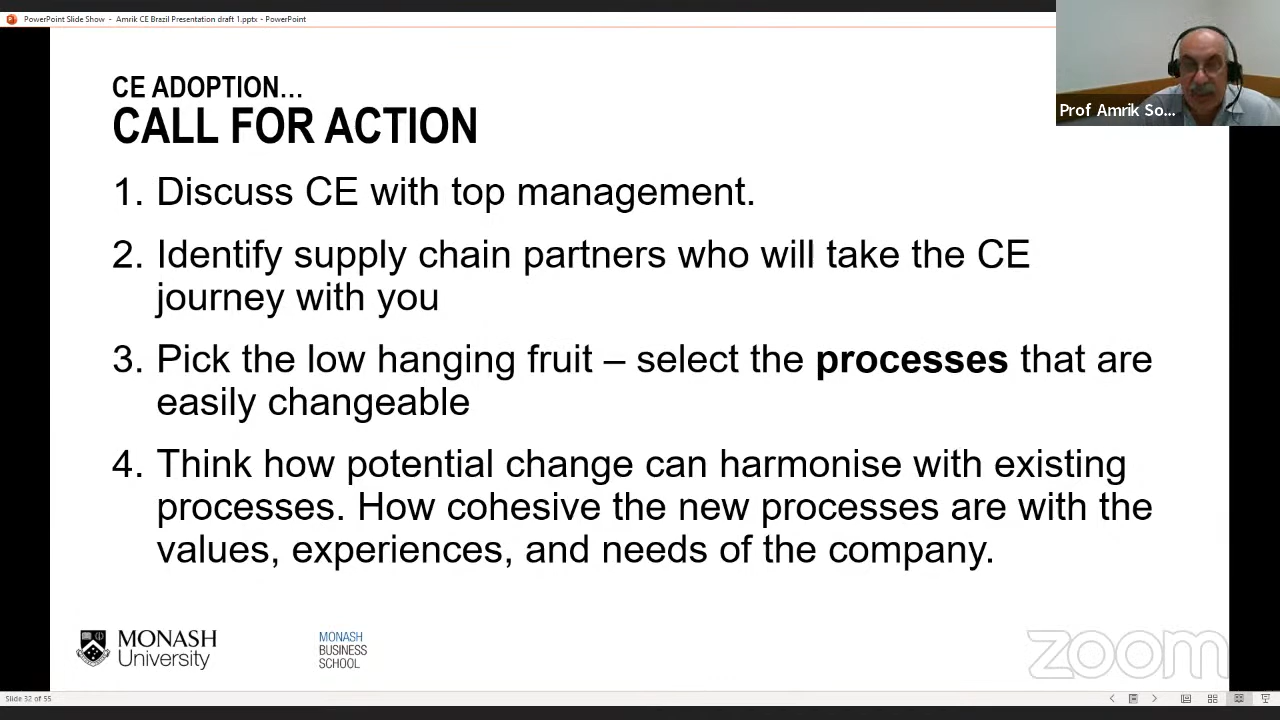 PowerPoint Slide Show - Amrik CE Brazil Presentation draft 1.pptx - PowerPoint
Prof Amrik So...
CE ADOPTION...
CALL FOR ACTION
1. Discuss CE with top management.
2. Identify supply chain partners who will take the CE
journey with you
3. Pick the low hanging fruit – select the processes that are
easily changeable
4. Think how potential change can harmonise with existing
processes. How cohesive the new processes are with the
values, experiences, and needs of the company.
MONASH
University
MONASH
BUSINESS
SCHOOL
zoom
Slide 32 of 55